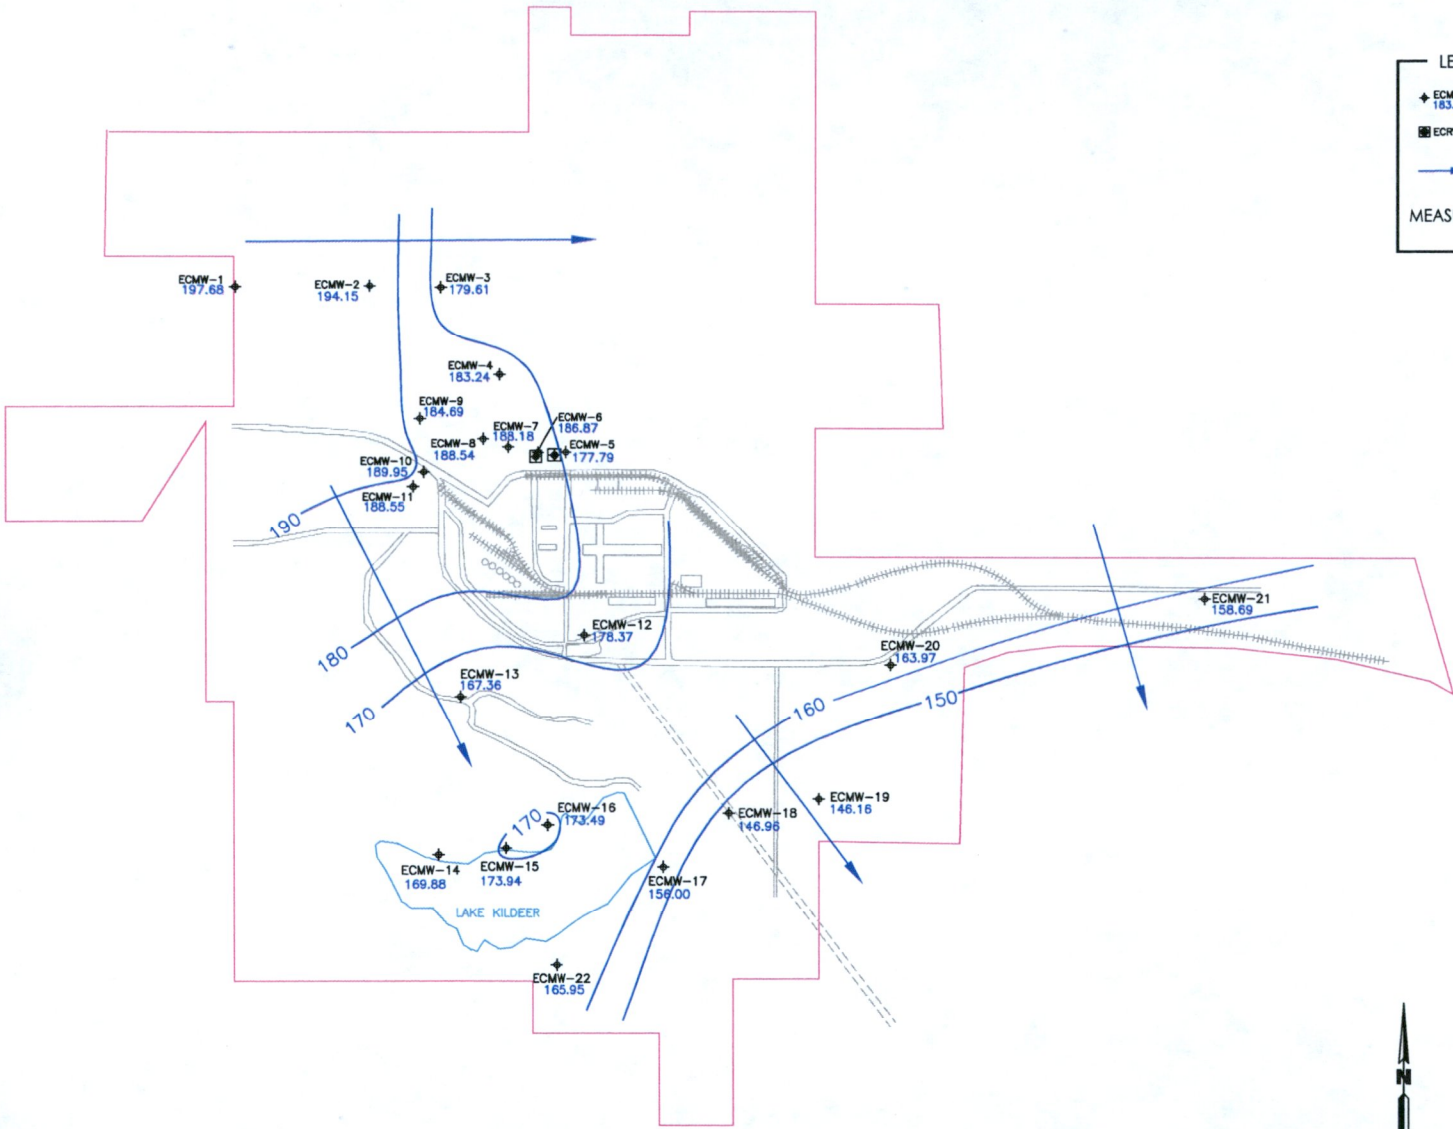 LE
ECM
183.
ECR
MEAS
ECMW-1
197.68
ECMW-2
194.15
ECMW-3
179.61
ECMW-4
183.24
ECMW-9
184.69
ECMW-7
188.18
ECMW-6
186.87
ECMW-8
188.54
ECMW-5
177.79
ECMW-10
189.95
ECMW-11
188.55
190
180
170
ECMW-12
178.37
ECMW-13
167.36
ECMW-21
158.69
ECMW-20
163.97
160
150
ECMW-16
173.49
170
ECMW-15
173.94
ECMW-14
169.88
LAKE KILDEER
ECMW-19
146.16
ECMW-18
146.96
ECMW-17
156.00
ECMW-22
165.95
N